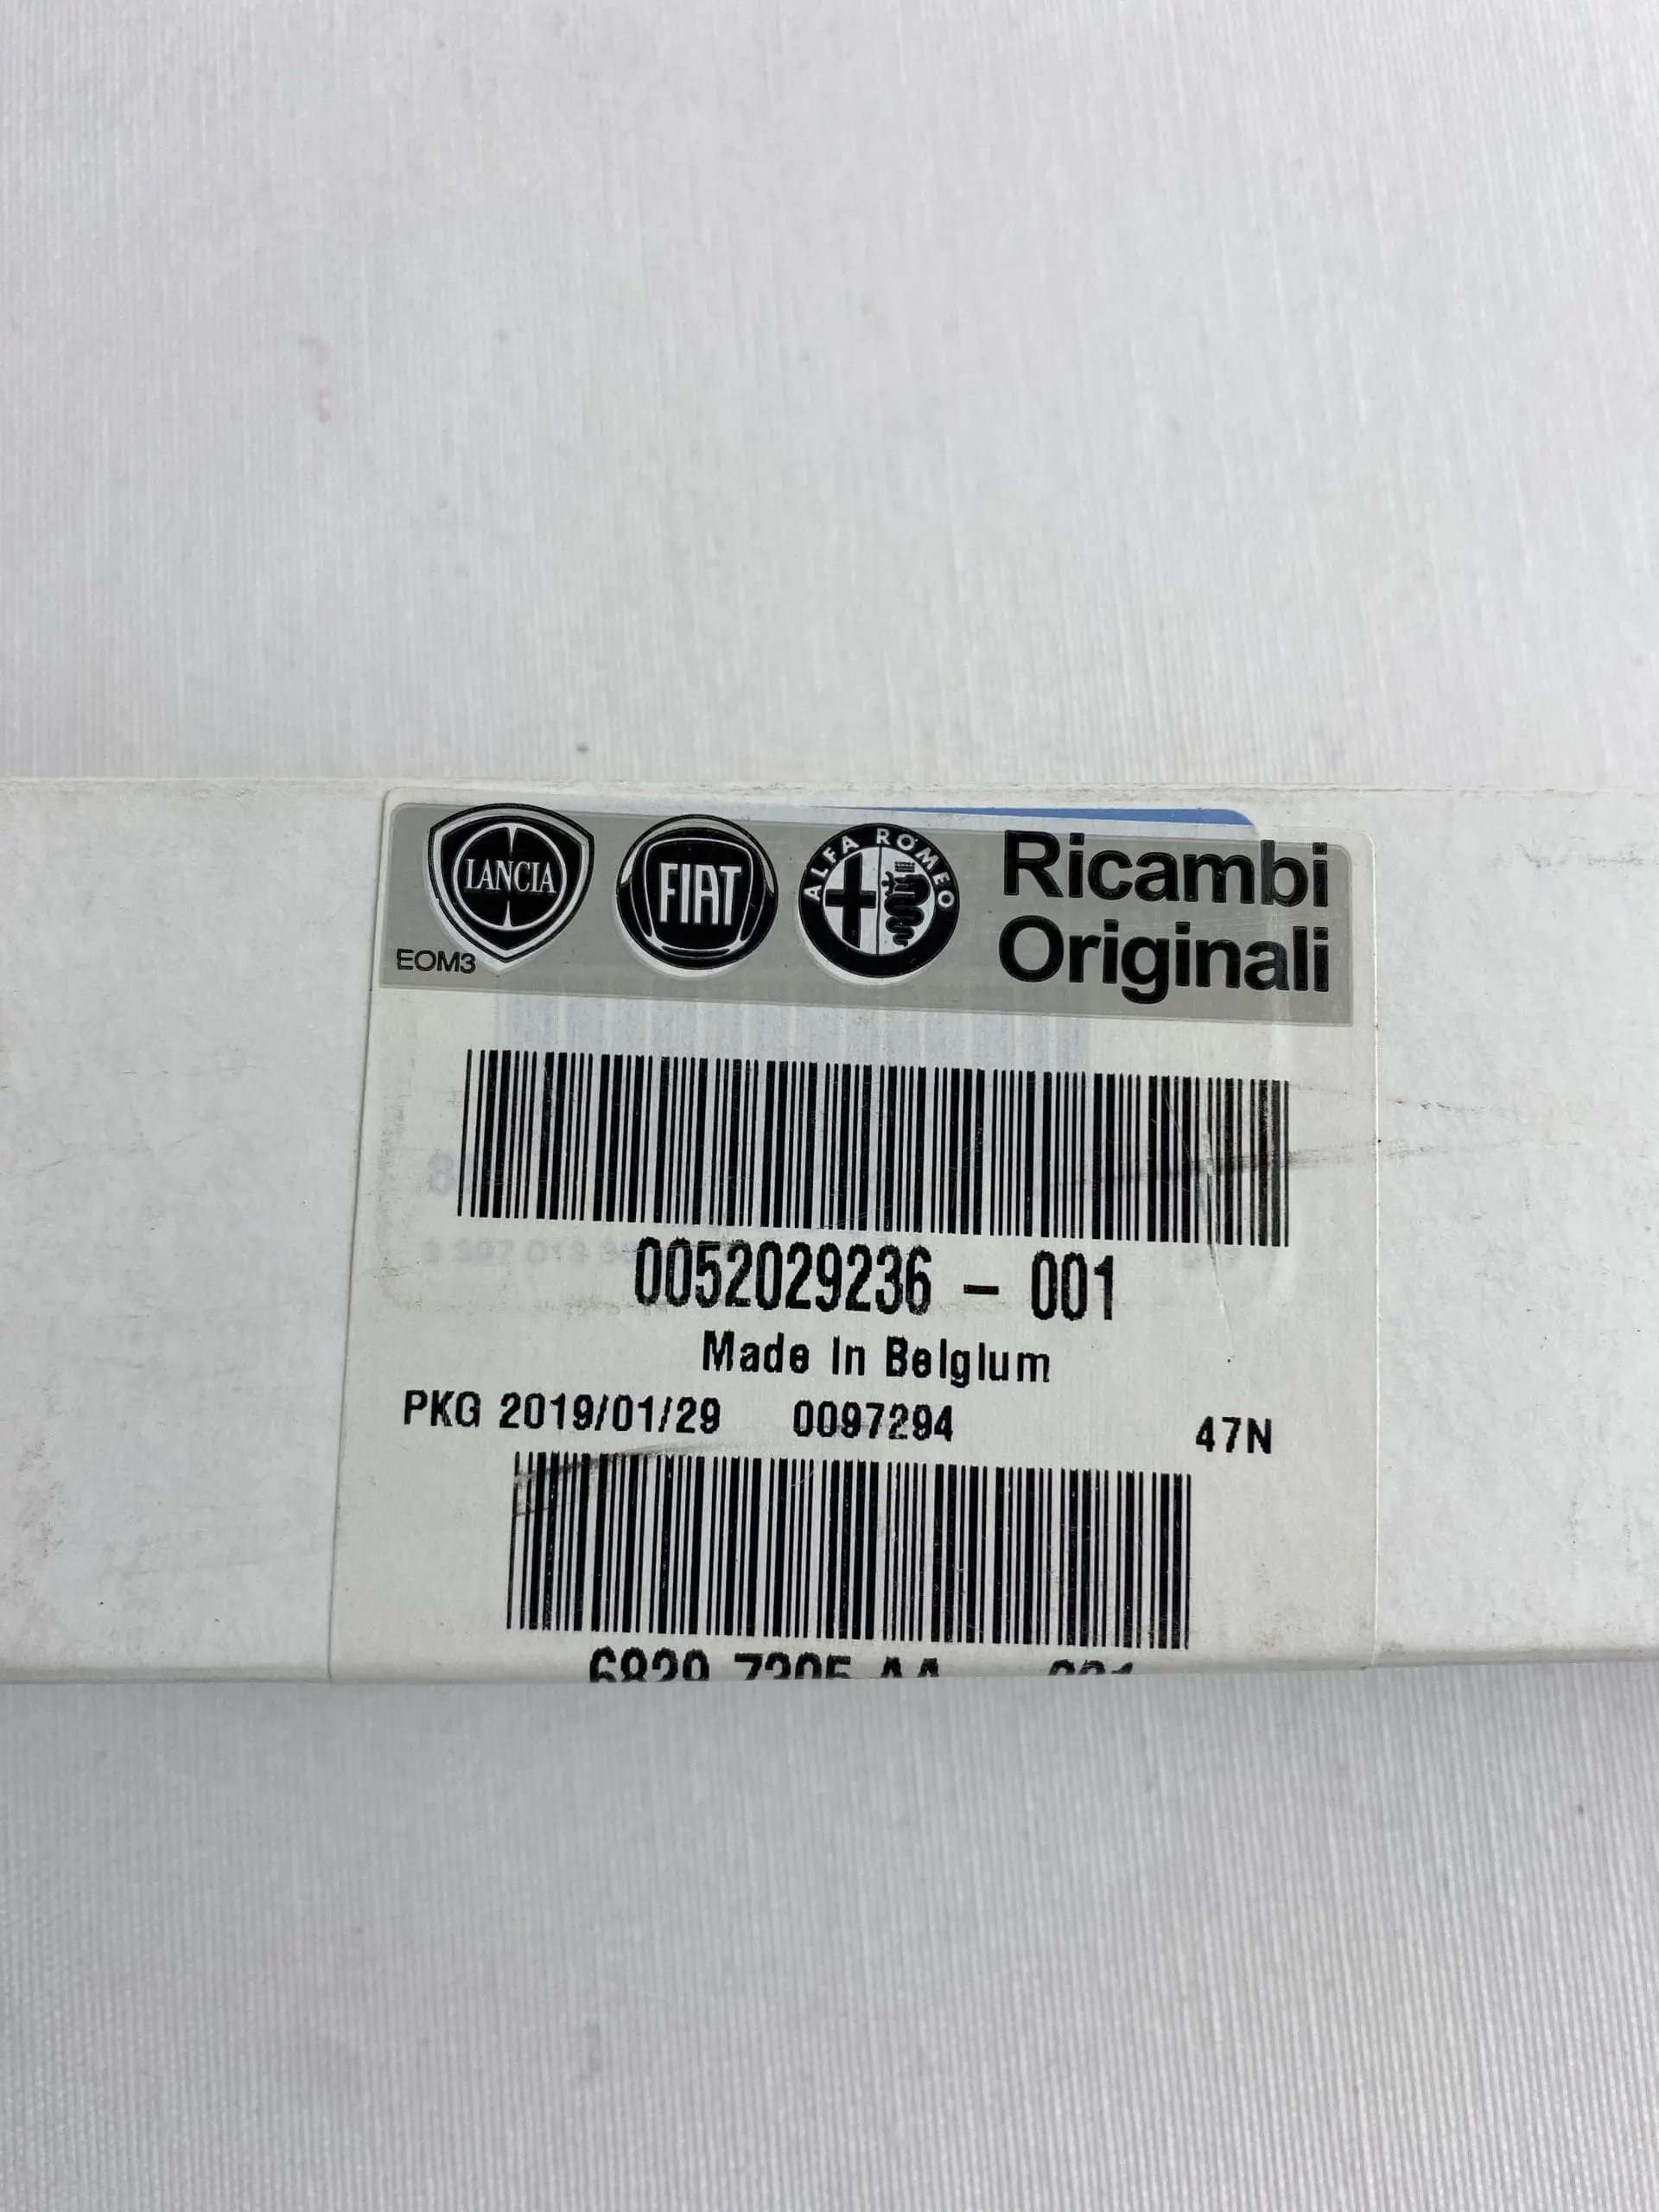 LANCIA FIAT ALFA ROMEO Ricambi
Originali
EOM3
0052029236 - 001
Made In Belgium
PKG 2019/01/29 0097294 47N